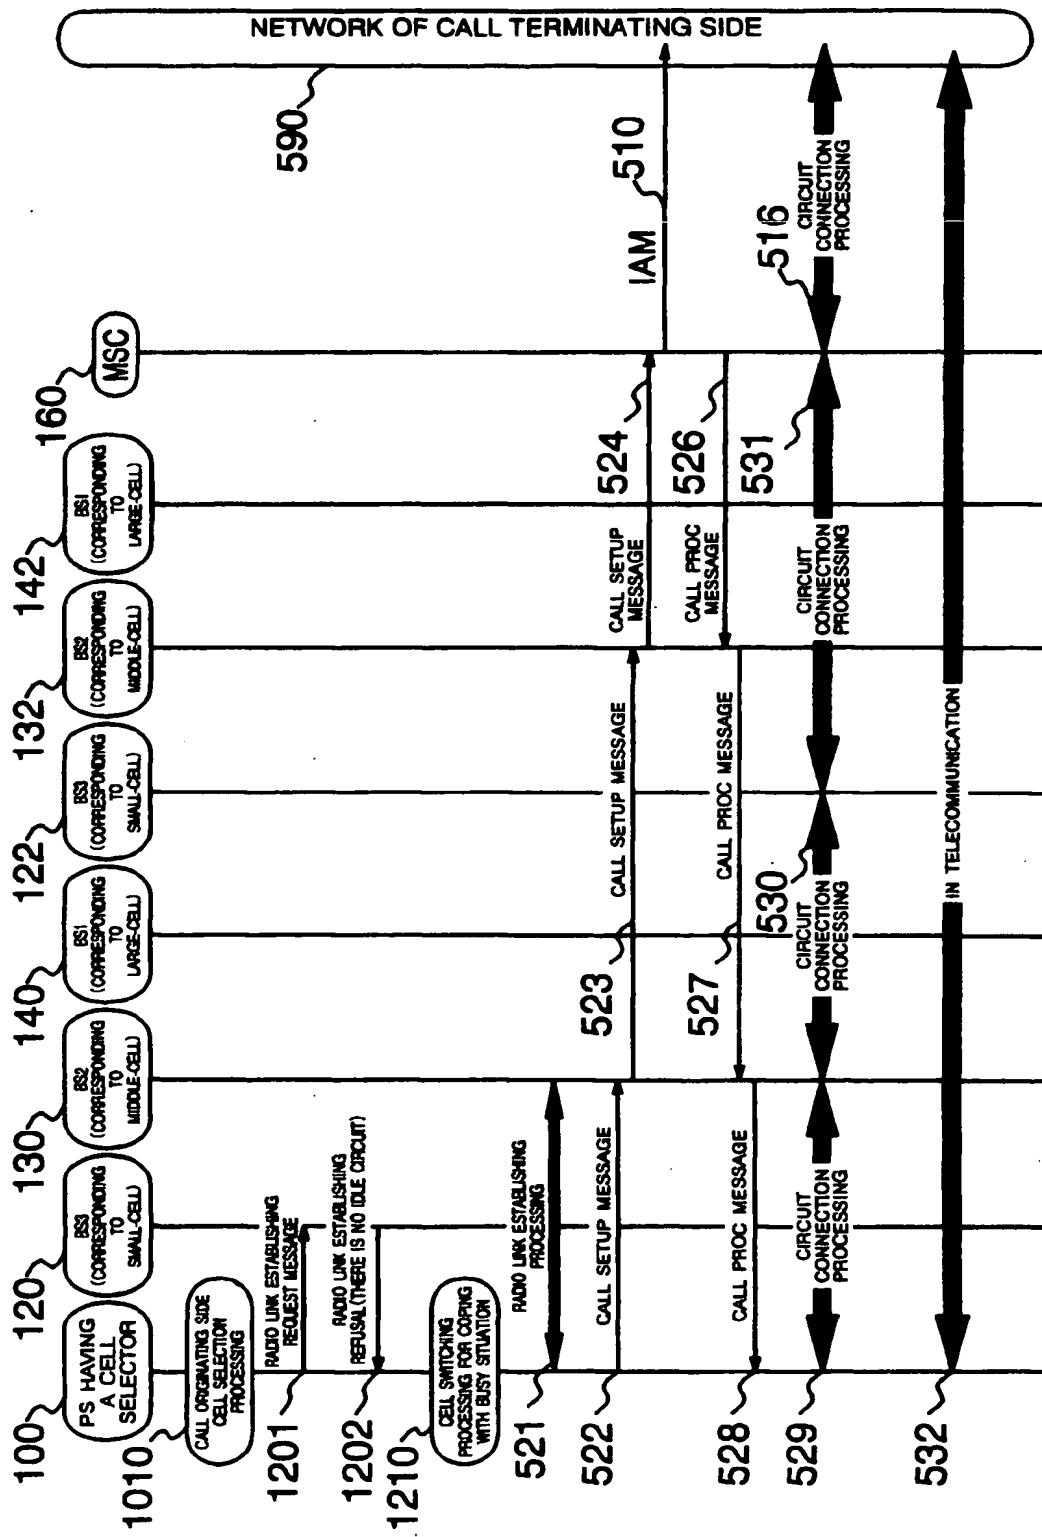 NETWORK OF CALL TERMINATING SIDE
590
160
MSC
142
BS1
(CORRESPONDING
TO
LARGE-CELL)
132
BS2
(CORRESPONDING
TO
MIDDLE-CELL)
122
BS3
(CORRESPONDING
TO
SMALL-CELL)
140
BS1
(CORRESPONDING
TO
LARGE-CELL)
130
BS2
(CORRESPONDING
TO
MIDDLE-CELL)
120
BS3
(CORRESPONDING
TO
SMALL-CELL)
100
PS HAVING
A CELL
SELECTOR
1010
CALL ORIGINATING SIDE
CELL SELECTION
PROCESSING
1201
RADIO LINK ESTABLISHING
REQUEST MESSAGE
1202
RADIO LINK ESTABLISHING
REFUSAL (THERE IS NO IDLE CIRCUIT)
1210
CELL SWITCHING
PROCESSING FOR COPING
WITH BUSY SITUATION
521
RADIO LINK ESTABLISHING
PROCESSING
522
CALL SETUP MESSAGE
523
CALL SETUP MESSAGE
524
CALL SETUP
MESSAGE
510
IAM
526
CALL PROC
MESSAGE
527
CALL PROC MESSAGE
528
CALL PROC MESSAGE
529
CIRCUIT
CONNECTION
PROCESSING
530
CIRCUIT
CONNECTION
PROCESSING
531
CIRCUIT
CONNECTION
PROCESSING
516
CIRCUIT
CONNECTION
PROCESSING
532
IN TELECOMMUNICATION